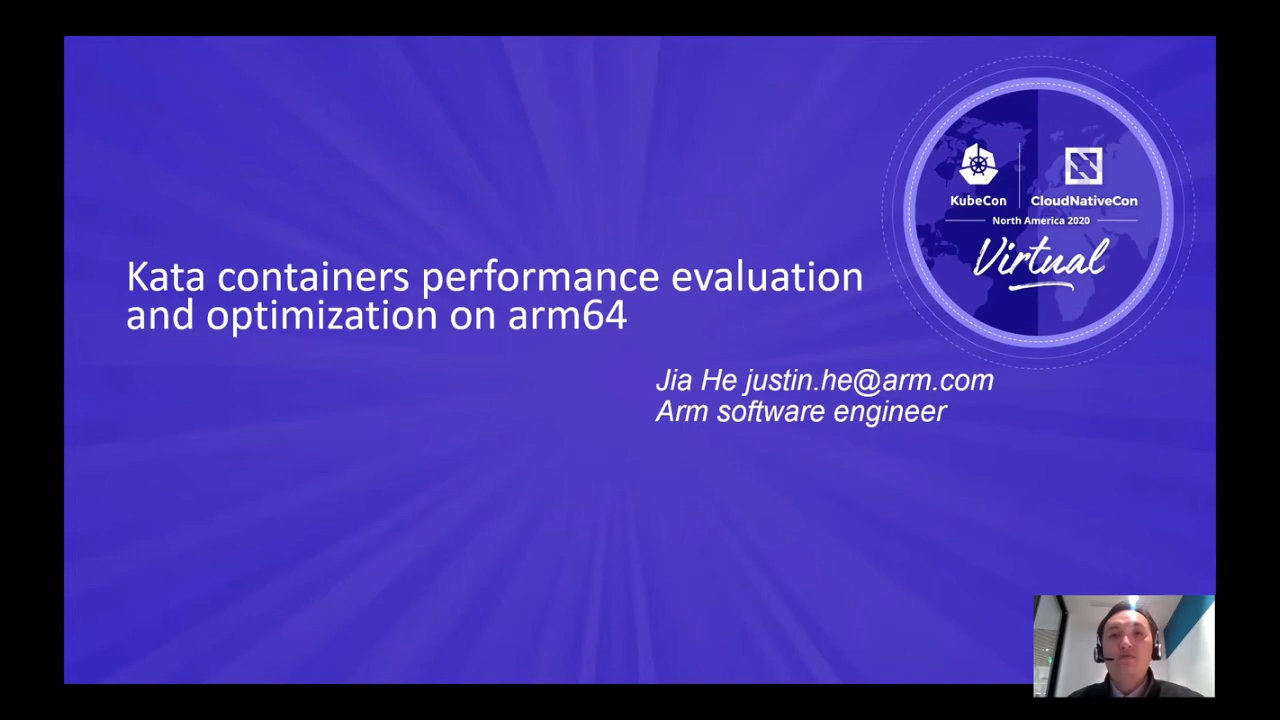 KubeCon
CloudNativeCon
North America 2020
Virtual
Kata containers performance evaluation
and optimization on arm64
Jia He justin.he@arm.com
Arm software engineer